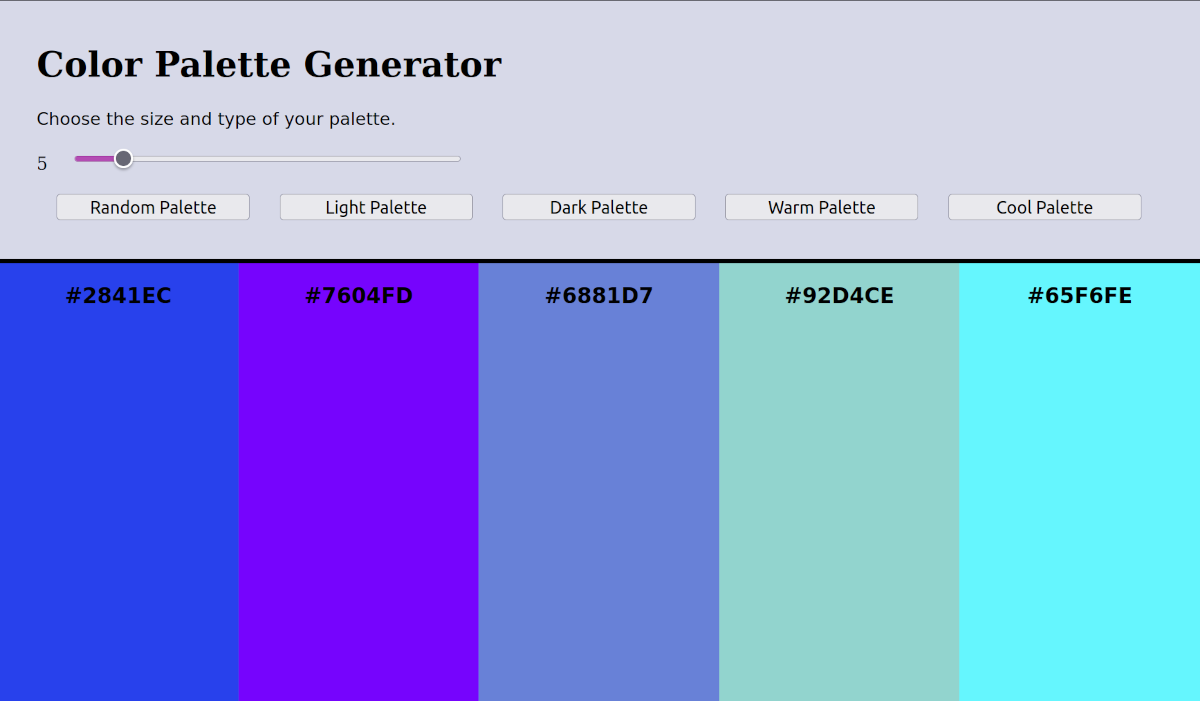 Color Palette Generator
Choose the size and type of your palette.
5
Random Palette Light Palette Dark Palette Warm Palette Cool Palette
#2841EC #7604FD #6881D7 #92D4CE #65F6FE